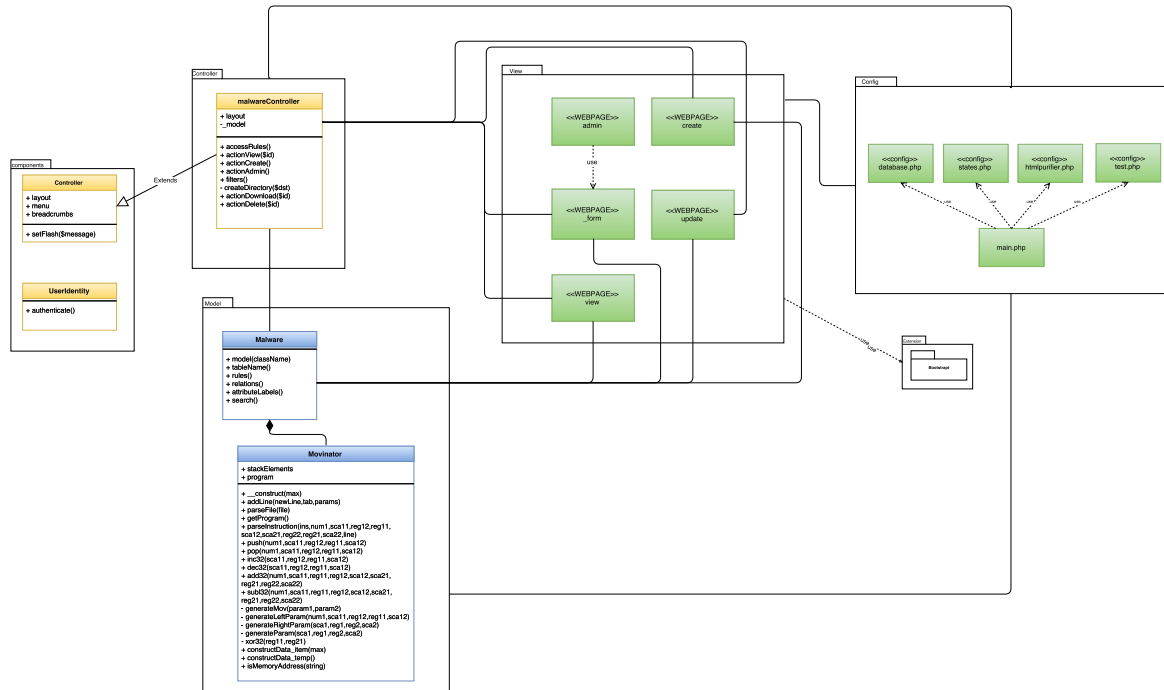 components
Controller
+ layout
+ menu
+ breadcrumbs
+ setFlash($message)
UserIdentity
+ authenticate()
Extends
Controller
malwareController
+ layout
-_model
+ accessRules()
+ actionView($id)
+ actionCreate()
+ actionAdmin()
+ filters()
- createDirectory($dst)
+ actionDownload($id)
+ actionDelete($id)
Model
Malware
+ model(className)
+ tableName()
+ rules()
+ relations()
+ attributeLabels()
+ search()
Movinator
+ stackElements
+ program
+ __construct(max)
+ addLine(newLine,tab,params)
+ parseFile(file)
+ getProgram()
+ parseInstruction(ins,num1,sca11,reg12,reg11,
sca12,sca21,reg22,reg21,sca22,line)
+ push(num1,sca11,reg12,reg11,sca12)
+ pop(num1,sca11,reg12,reg11,sca12)
+ inc32(sca11,reg12,reg11,sca12)
+ dec32(sca11,reg12,reg11,sca12)
+ add32(num1,sca11,reg11,reg12,sca12,sca21,
reg21,reg22,sca22)
+ subl32(num1,sca11,reg11,reg12,sca12,sca21,
reg21,reg22,sca22)
- generateMov(param1,param2)
- generateLeftParam(num1,sca11,reg12,reg11,sca12)
- generateRightParam(sca1,reg1,reg2,sca2)
- generateParam(sca1,reg1,reg2,sca2)
- xor32(reg11,reg21)
+ constructData_item(max)
+ constructData_temp()
+ isMemoryAddress(string)
View
<<WEBPAGE>>
admin
<<WEBPAGE>>
create
use
<<WEBPAGE>>
_form
<<WEBPAGE>>
update
<<WEBPAGE>>
view
Config
<<config>>
database.php
<<config>>
states.php
<<config>>
htmlpurifier.php
<<config>>
test.php
use
use
use
use
main.php
use
use
Extension
Bootstrapt